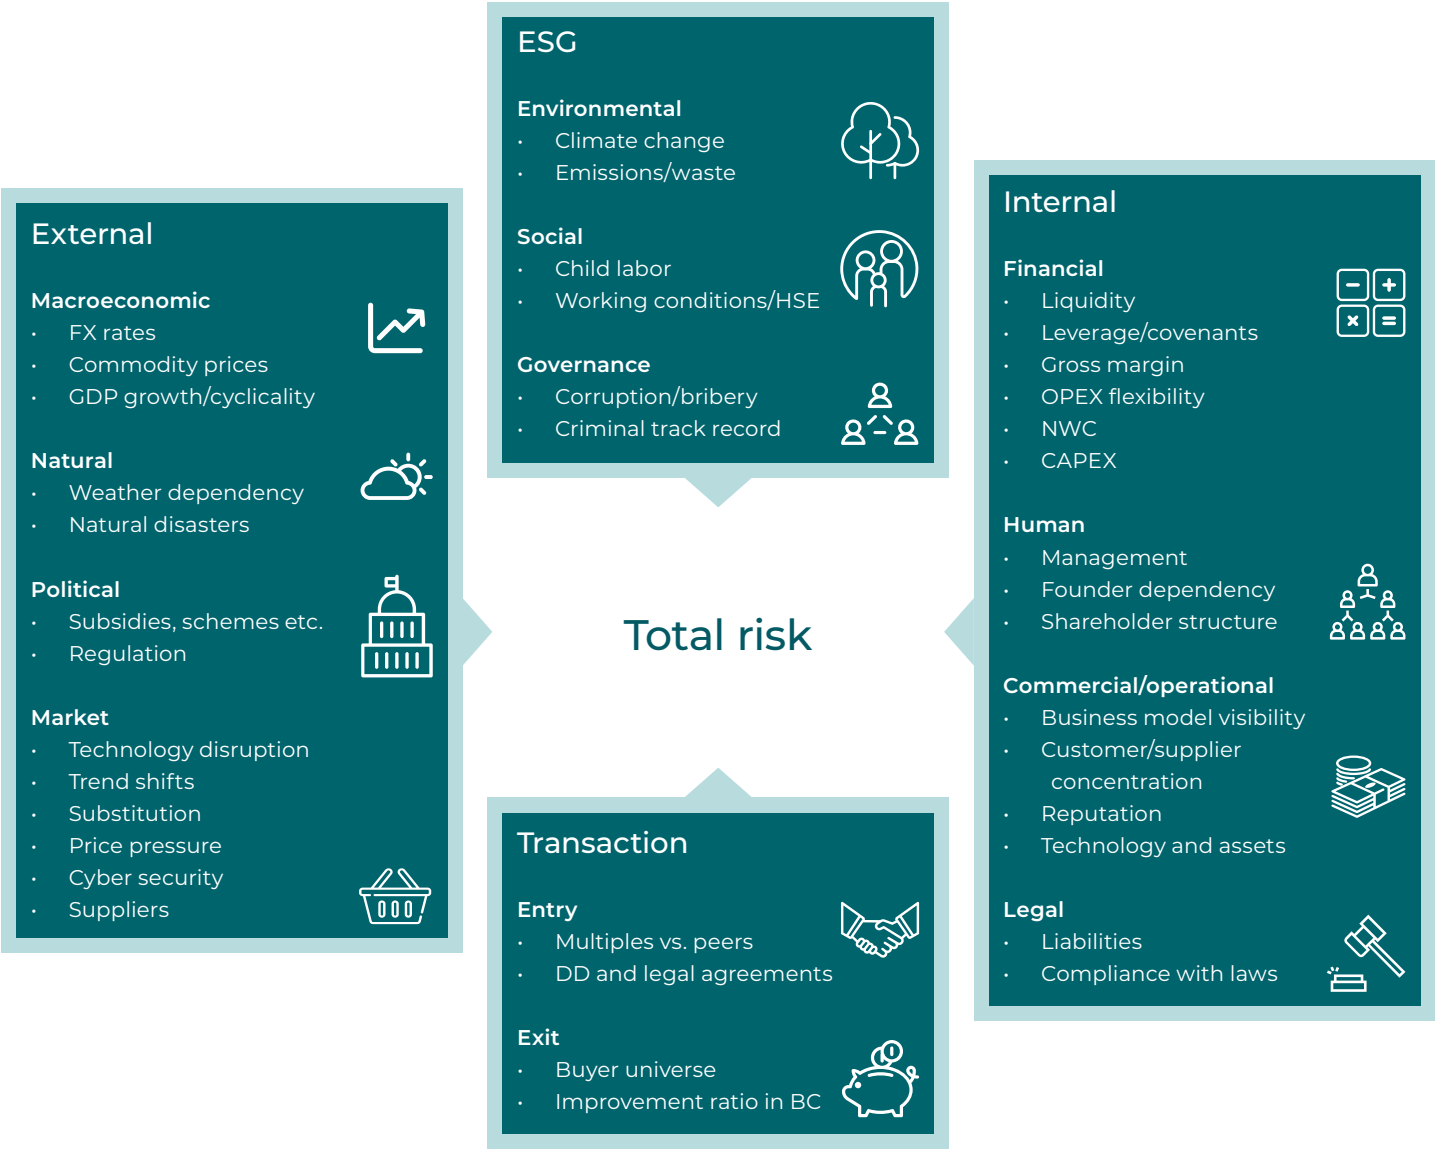 ESG
Environmental
• Climate change
• Emissions/waste
Social
• Child labor
• Working conditions/HSE
Governance
• Corruption/bribery
• Criminal track record
External
Macroeconomic
• FX rates
• Commodity prices
• GDP growth/cyclicality
Natural
• Weather dependency
• Natural disasters
Political
• Subsidies, schemes etc.
• Regulation
Market
• Technology disruption
• Trend shifts
• Substitution
• Price pressure
• Cyber security
• Suppliers
Total risk
Internal
Financial
• Liquidity
• Leverage/covenants
• Gross margin
• OPEX flexibility
• NWC
• CAPEX
Human
• Management
• Founder dependency
• Shareholder structure
Commercial/operational
• Business model visibility
• Customer/supplier
concentration
• Reputation
• Technology and assets
Legal
• Liabilities
• Compliance with laws
Transaction
Entry
• Multiples vs. peers
• DD and legal agreements
Exit
• Buyer universe
• Improvement ratio in BC